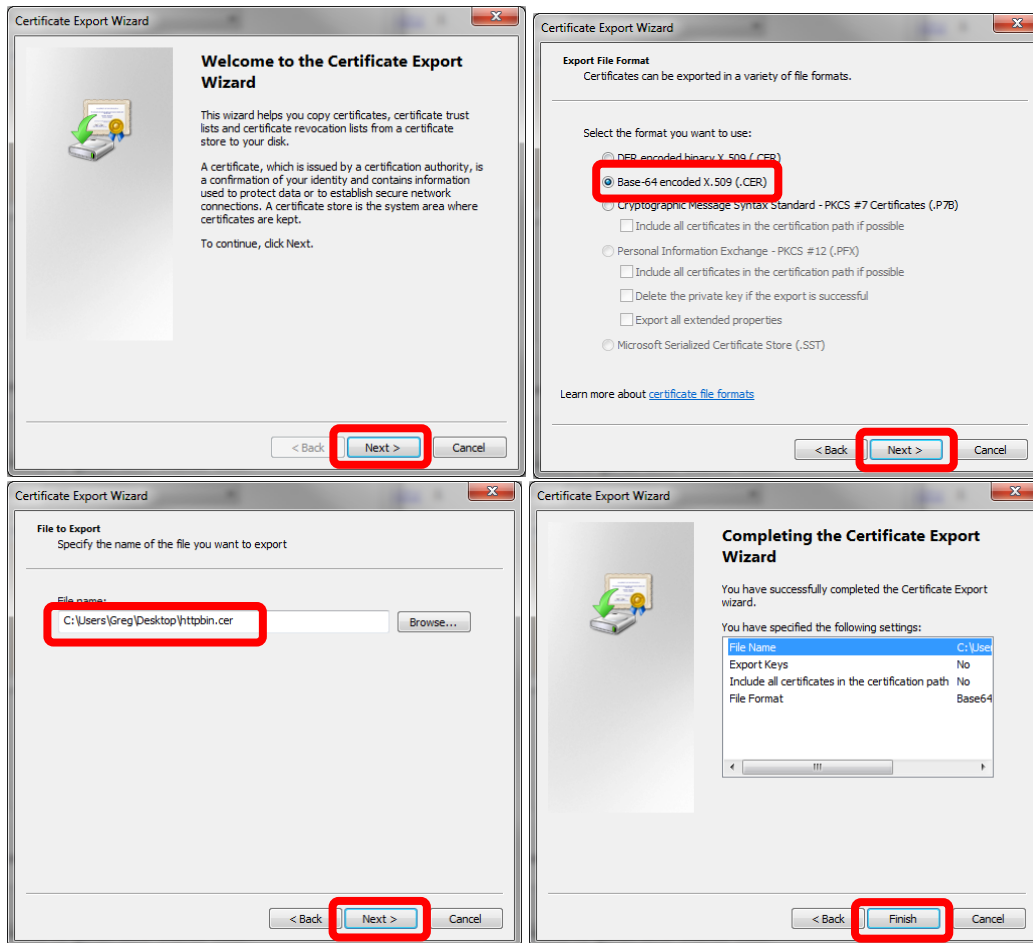 Certificate Export Wizard
Welcome to the Certificate Export
Wizard
This wizard helps you copy certificates, certificate trust
lists and certificate revocation lists from a certificate
store to your disk.
A certificate, which is issued by a certification authority, is
a confirmation of your identity and contains information
used to protect data or to establish secure network
connections. A certificate store is the system area where
certificates are kept.
To continue, click Next.
< Back
Next >
Cancel
Certificate Export Wizard
Export File Format
Certificates can be exported in a variety of file formats.
Select the format you want to use:
DER encoded binary X.509 (.CER)
Base-64 encoded X.509 (.CER)
Cryptographic Message Syntax Standard - PKCS #7 Certificates (.P7B)
Include all certificates in the certification path if possible
Personal Information Exchange - PKCS #12 (.PFX)
Include all certificates in the certification path if possible
Delete the private key if the export is successful
Export all extended properties
Microsoft Serialized Certificate Store (.SST)
Learn more about certificate file formats
< Back
Next >
Cancel
Certificate Export Wizard
File to Export
Specify the name of the file you want to export
File name:
C:\Users\Greg\Desktop\httpbin.cer
Browse...
< Back
Next >
Cancel
Certificate Export Wizard
Completing the Certificate Export
Wizard
You have successfully completed the Certificate Export
wizard.
You have specified the following settings:
File Name C:\User
Export Keys No
Include all certificates in the certification path No
File Format Base64
< Back
Finish
Cancel